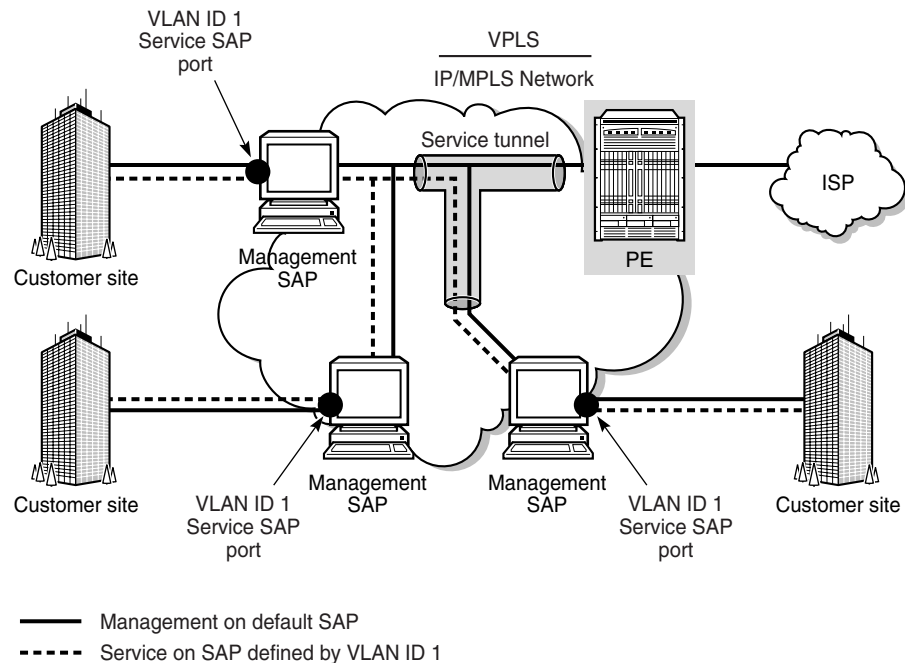 VLAN ID 1
Service SAP
port
VPLS
IP/MPLS Network
Service tunnel
ISP
PE
Management
SAP
Customer site
Management
SAP
Management
SAP
Customer site
Customer site
VLAN ID 1
Service SAP
port
VLAN ID 1
Service SAP
port
Management on default SAP
Service on SAP defined by VLAN ID 1